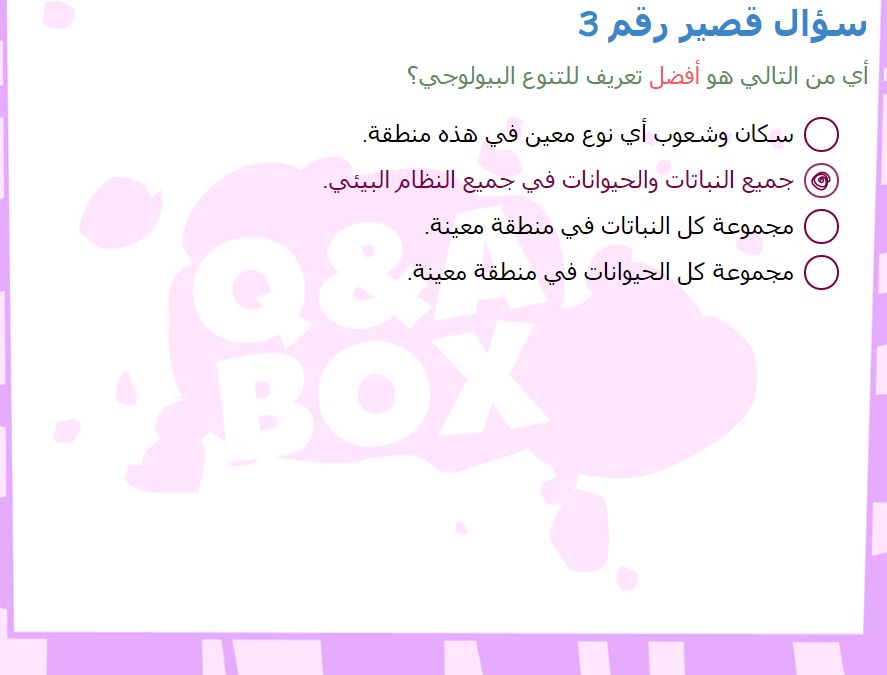 سؤال قصير رقم 3
أي من التالي هو أفضل تعريف للتنوع البيولوجي؟
سكان وشعوب أي نوع معين في هذه منطقة.
جميع النباتات والحيوانات في جميع النظام البيئي.
مجموعة كل النباتات في منطقة معينة.
مجموعة كل الحيوانات في منطقة معينة.
Q&A
BOX